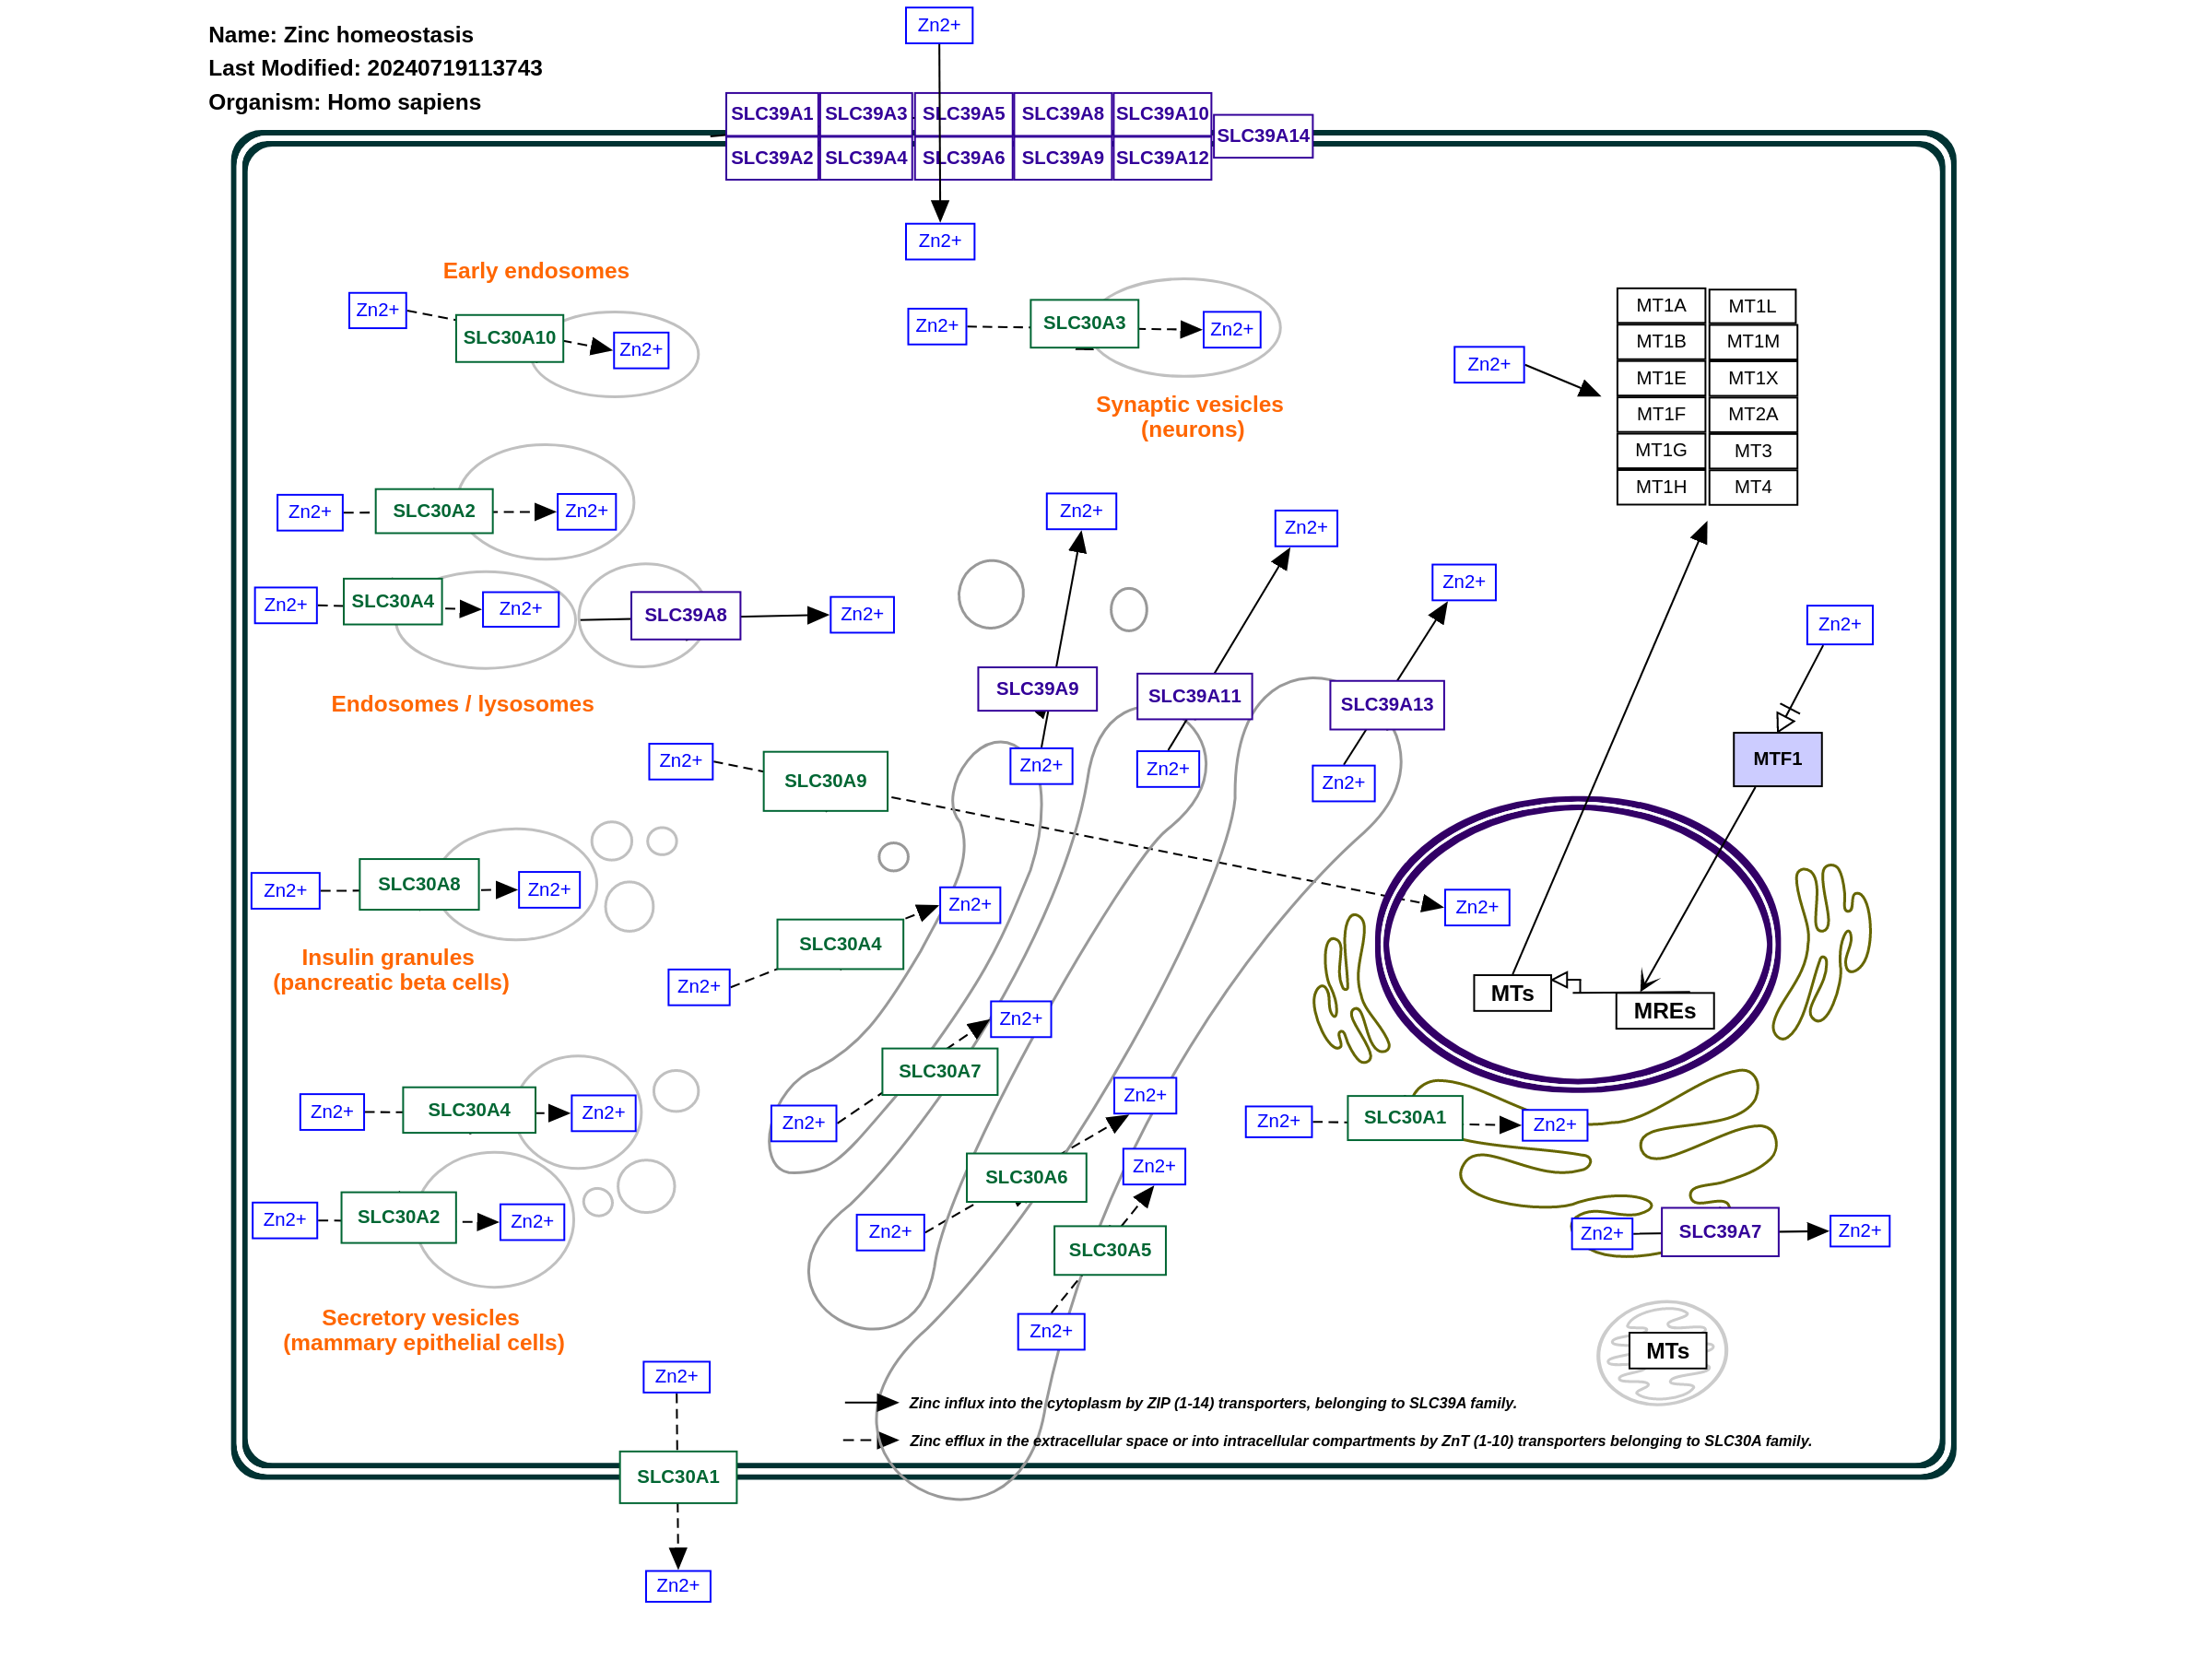 Name: Zinc homeostasis
Last Modified: 20240719113743
Organism: Homo sapiens
Zn2+
SLC39A1 SLC39A3 SLC39A5 SLC39A8 SLC39A10
SLC39A14
SLC39A2 SLC39A4 SLC39A6 SLC39A9 SLC39A12
Zn2+
Early endosomes
Zn2+ SLC30A10 Zn2+
Zn2+ SLC30A3 Zn2+
Synaptic vesicles
(neurons)
Zn2+
MT1A MT1L
MT1B MT1M
MT1E MT1X
MT1F MT2A
MT1G MT3
MT1H MT4
Zn2+ SLC30A2 Zn2+
Zn2+ SLC30A4 Zn2+
SLC39A8 Zn2+
Endosomes / lysosomes
Zn2+
Zn2+
Zn2+
Zn2+
SLC39A9
SLC39A11
SLC39A13
Zn2+
Zn2+
Zn2+
MTF1
Zn2+ SLC30A9
Zn2+
MTs
MREs
Zn2+ SLC30A8 Zn2+
Insulin granules
(pancreatic beta cells)
Zn2+
SLC30A4
Zn2+
Zn2+
SLC30A7
Zn2+
Zn2+ SLC30A4 Zn2+
Zn2+
Zn2+
SLC30A6
Zn2+
SLC30A5
Zn2+
Zn2+ SLC30A1 Zn2+
Zn2+ SLC39A7 Zn2+
Zn2+ SLC30A2 Zn2+
Secretory vesicles
(mammary epithelial cells)
MTs
Zn2+
Zinc influx into the cytoplasm by ZIP (1-14) transporters, belonging to SLC39A family.
Zinc efflux in the extracellular space or into intracellular compartments by ZnT (1-10) transporters belonging to SLC30A family.
SLC30A1
Zn2+